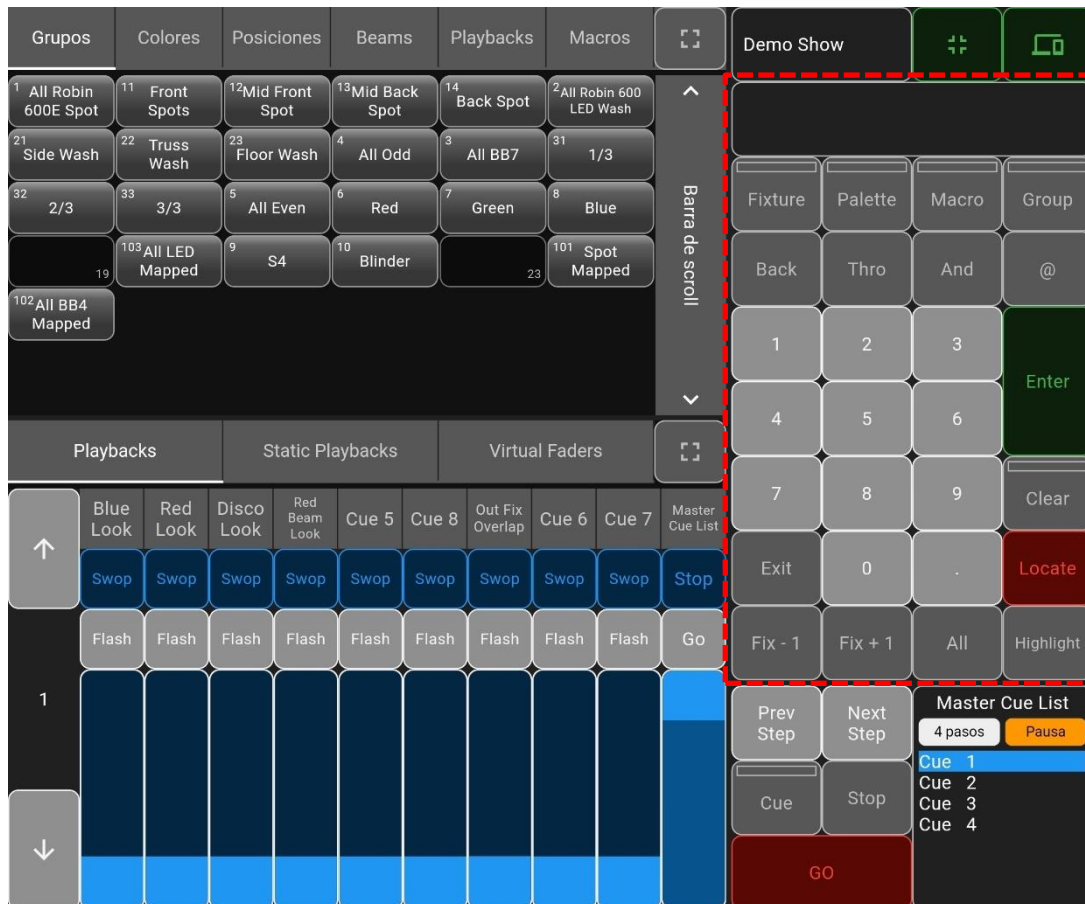 Grupos Colores Posiciones Beams Playbacks Macros
1 All Robin 600E Spot
11 Front Spots
12 Mid Front Spot
13 Mid Back Spot
14 Back Spot
2 All Robin 600 LED Wash
21 Side Wash
22 Truss Wash
23 Floor Wash
4 All Odd
3 All BB7
31 1/3
32 2/3
33 3/3
5 All Even
6 Red
7 Green
8 Blue
19
103 All LED Mapped
9 S4
10 Blinder
23
101 Spot Mapped
102 All BB4 Mapped
Barra de scroll
Playbacks Static Playbacks Virtual Faders
Blue Look
Red Look
Disco Look
Red Beam Look
Cue 5
Cue 8
Out Fix Overlap
Cue 6
Cue 7
Master Cue List
Swop Swop Swop Swop Swop Swop Swop Swop Swop Stop
Flash Flash Flash Flash Flash Flash Flash Flash Flash Go
1
Demo Show
Fixture Palette Macro Group
Back Thro And @
1 2 3 Enter
4 5 6
7 8 9 Clear
Exit 0 . Locate
Fix - 1 Fix + 1 All Highlight
Prev Step
Next Step
Cue Stop
GO
Master Cue List
4 pasos Pausa
Cue 1
Cue 2
Cue 3
Cue 4